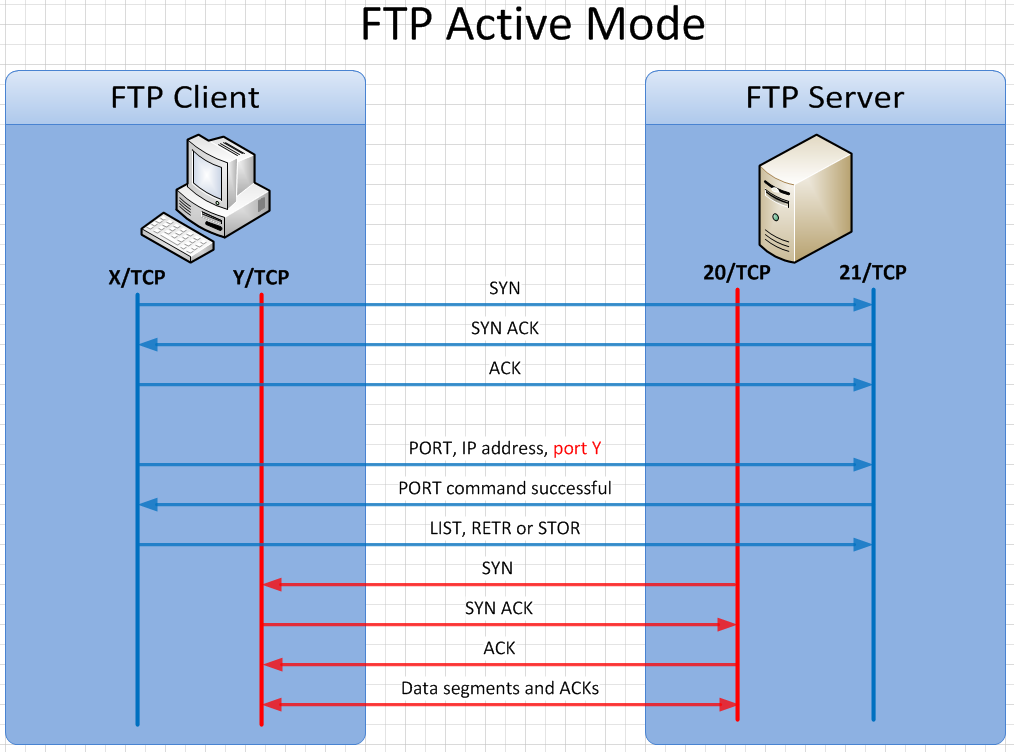 FTP Active Mode
FTP Client
FTP Server
X/TCP
Y/TCP
20/TCP
21/TCP
SYN
SYN ACK
ACK
PORT, IP address, port Y
PORT command successful
LIST, RETR or STOR
SYN
SYN ACK
ACK
Data segments and ACKs